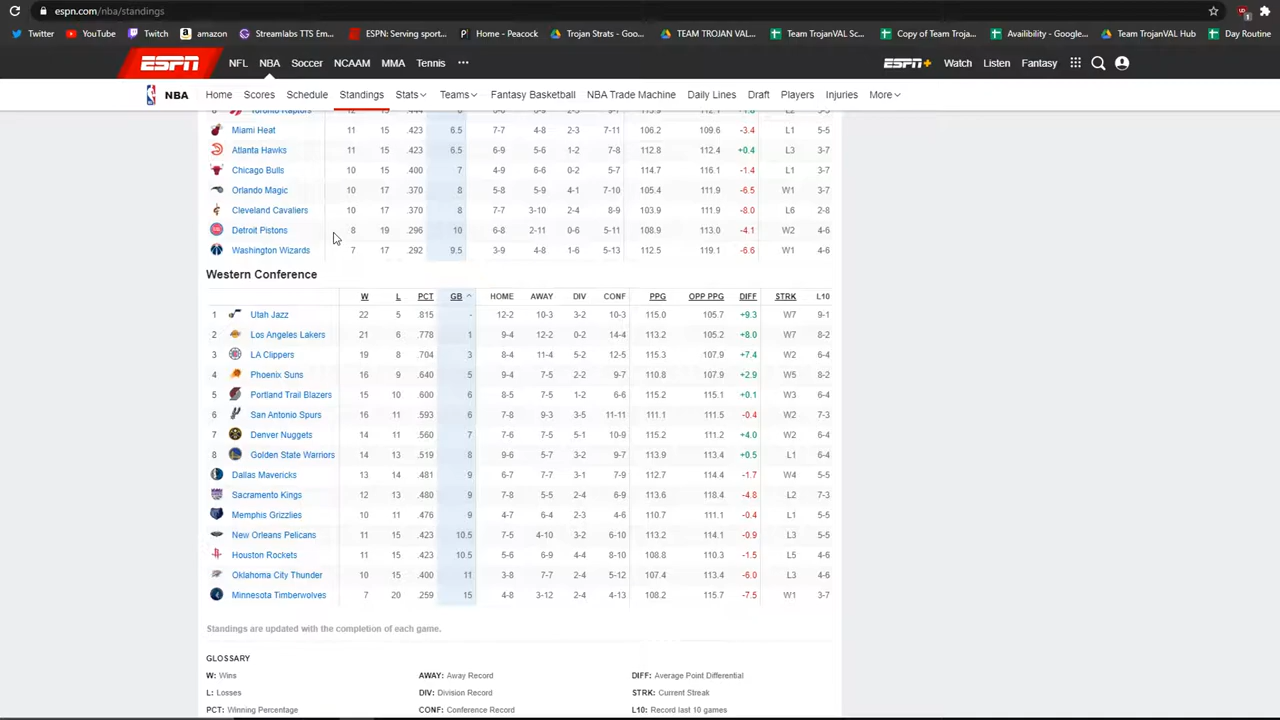 espn.com/nba/standings
Twitter YouTube Twitch amazon Streamlabs TTS Em... ESPN: Serving sport... Home - Peacock Trojan Stats - Goo... TEAM TROJAN VAL... Team TrojanVAL Sc... Copy of Team Troja... Availibility - Google... Team TrojanVAL Hub Day Routine
ESPN NFL NBA Soccer NCAAM MMA Tennis ESPN+ Watch Listen Fantasy
NBA Home Scores Schedule Standings Stats Teams Fantasy Basketball NBA Trade Machine Daily Lines Draft Players Injuries More
Toronto Raptors
Miami Heat 11 15 .423 6.5 7-7 4-8 2-3 7-11 106.2 109.6 -3.4 L1 5-5
Atlanta Hawks 11 15 .423 6.5 6-9 5-6 1-2 7-8 112.8 112.4 +0.4 L3 3-7
Chicago Bulls 10 15 .400 7 4-9 6-6 0-2 5-7 114.7 116.1 -1.4 L1 3-7
Orlando Magic 10 17 .370 8 5-8 5-9 4-1 7-10 105.4 111.9 -6.5 W1 3-7
Cleveland Cavaliers 10 17 .370 8 7-7 3-10 2-4 8-9 103.9 111.9 -8.0 L6 2-8
Detroit Pistons 8 19 .296 10 6-8 2-11 0-6 5-11 108.9 113.0 -4.1 W2 4-6
Washington Wizards 7 17 .292 9.5 3-9 4-8 1-6 5-13 112.5 119.1 -6.6 W1 4-6
Western Conference
W L PCT GB HOME AWAY DIV CONF PPG OPP PPG DIFF STRK L10
1 Utah Jazz 22 5 .815 - 12-2 10-3 3-2 10-3 115.0 105.7 +9.3 W7 9-1
2 Los Angeles Lakers 21 6 .778 1 9-4 12-2 0-2 14-4 113.2 105.2 +8.0 W7 8-2
3 LA Clippers 19 8 .704 3 8-4 11-4 5-2 12-5 115.3 107.9 +7.4 W2 6-4
4 Phoenix Suns 16 9 .640 5 9-4 7-5 2-2 9-7 110.8 107.9 +2.9 W5 8-2
5 Portland Trail Blazers 15 10 .600 6 8-5 7-5 1-2 6-6 115.2 115.1 +0.1 W3 6-4
6 San Antonio Spurs 16 11 .593 6 7-8 9-3 3-5 11-11 111.1 111.5 -0.4 W2 7-3
7 Denver Nuggets 14 11 .560 7 7-6 7-5 5-1 10-9 115.2 111.2 +4.0 W2 6-4
8 Golden State Warriors 14 13 .519 8 9-6 5-7 3-2 9-7 113.9 113.4 +0.5 L1 6-4
Dallas Mavericks 13 14 .481 9 6-7 7-7 3-1 7-9 112.7 114.4 -1.7 W4 5-5
Sacramento Kings 12 13 .480 9 7-8 5-5 2-4 6-9 113.6 118.4 -4.8 L2 7-3
Memphis Grizzlies 10 11 .476 9 4-7 6-4 2-3 4-6 110.7 111.1 -0.4 L1 5-5
New Orleans Pelicans 11 15 .423 10.5 7-5 4-10 3-2 6-10 113.2 114.1 -0.9 L3 5-5
Houston Rockets 11 15 .423 10.5 5-6 6-9 4-4 8-10 108.8 110.3 -1.5 L5 4-6
Oklahoma City Thunder 10 15 .400 11 3-8 7-7 2-4 5-12 107.4 113.4 -6.0 L3 4-6
Minnesota Timberwolves 7 20 .259 15 4-8 3-12 2-4 4-13 108.2 115.7 -7.5 W1 3-7
Standings are updated with the completion of each game.
GLOSSARY
W: Wins AWAY: Away Record DIFF: Average Point Differential
L: Losses DIV: Division Record STRK: Current Streak
PCT: Winning Percentage CONF: Conference Record L10: Record last 10 games